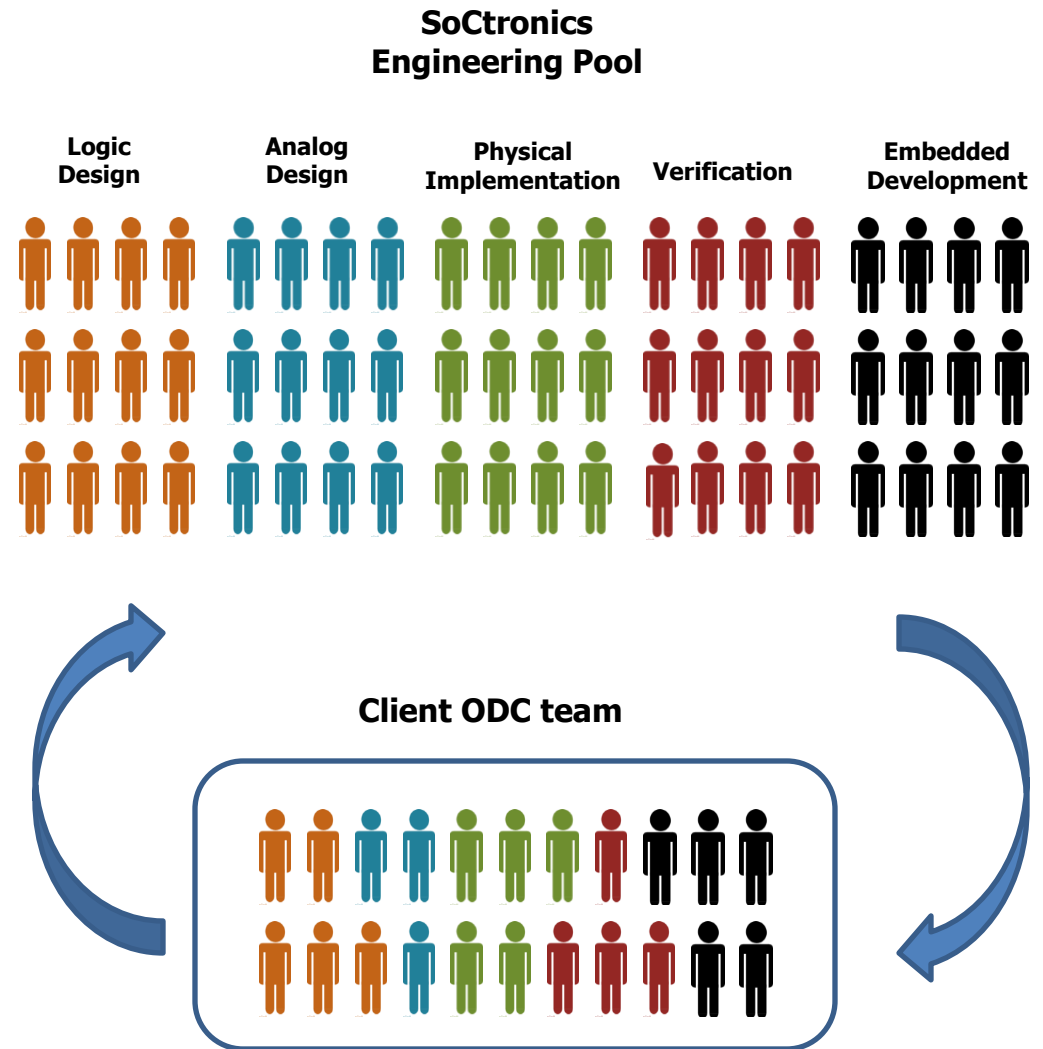 SoCtronics
Engineering Pool
Logic
Design
Analog
Design
Physical
Implementation
Verification
Embedded
Development
Client ODC team